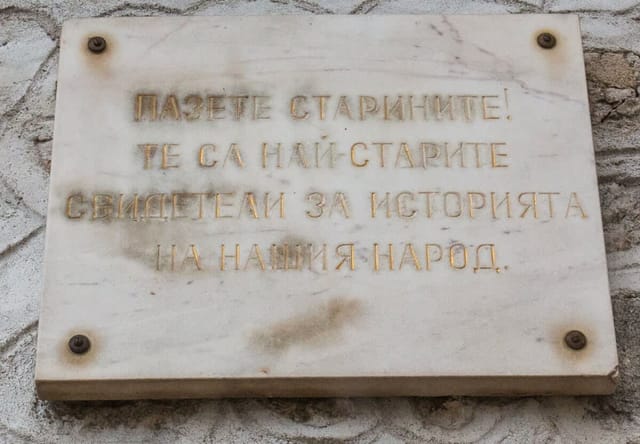 ПАЗЕТЕ СТАРИНИТЕ!
ТЕ СА НАЙ-СТАРИТЕ
СВИДЕТЕЛИ ЗА ИСТОРИЯТА
НА НАШИЯ НАРОД.